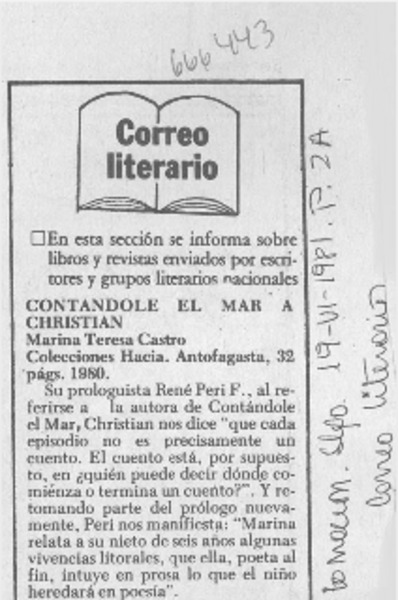 666443
Correo
literario
☐ En esta sección se informa sobre
libros y revistas enviados por escri-
tores y grupos literarios nacionales
CONTANDOLE EL MAR A
CHRISTIAN
Marina Teresa Castro
Colecciones Hacia. Antofagasta, 32
págs. 1980.
Su prologuista René Peri F., al re-
ferirse a la autora de Contándole
el Mar, Christian nos dice "que cada
episodio no es precisamente un
cuento. El cuento está, por supues-
to, en ¿quién puede decir dónde co-
mienza o termina un cuento?". Y re-
tomando parte del prólogo nueva-
mente, Peri nos manifiesta: "Marina
relata a su nieto de seis años algunas
vivencias litorales, que ella, poeta al
fin, intuye en prosa lo que el niño
heredará en poesía".
La Nación. Stgo. 19-VI-1981. P. 2A
Correo literario